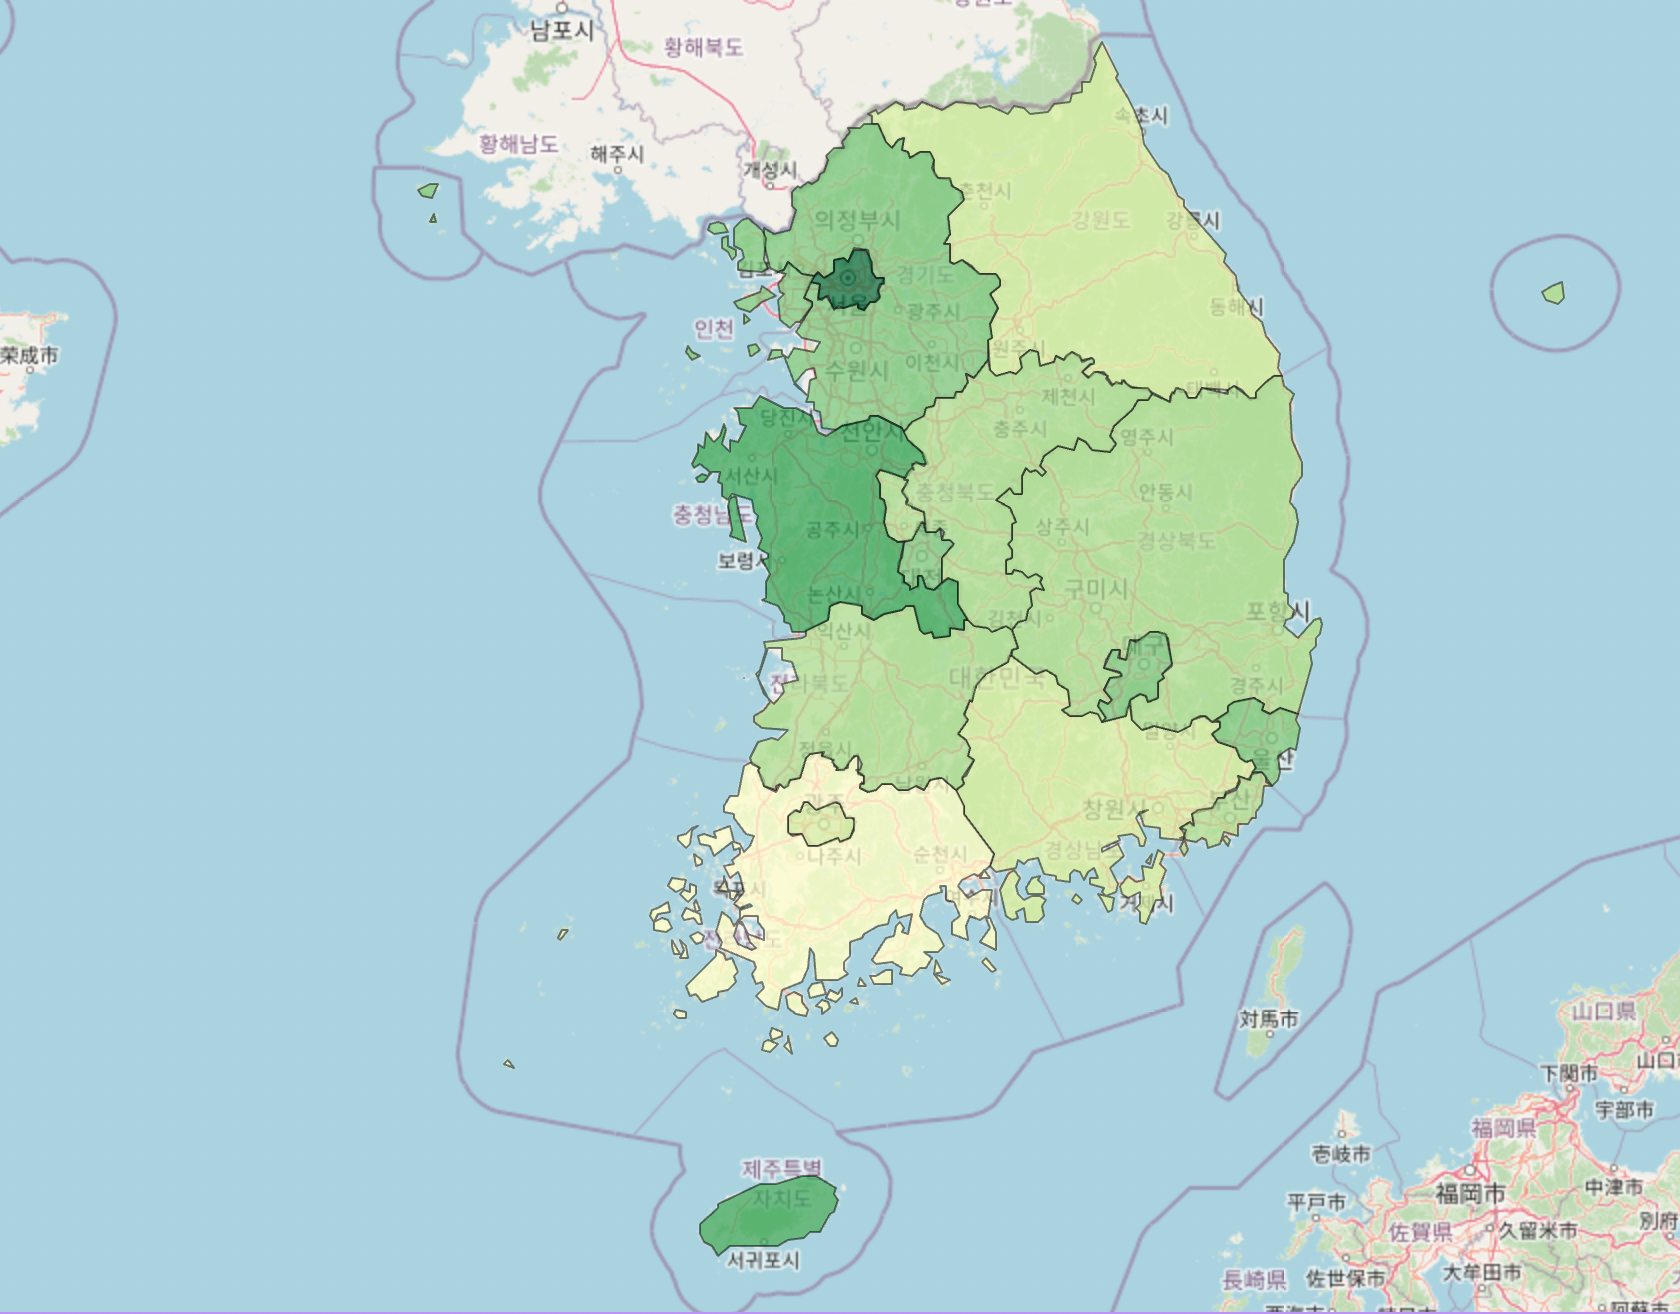 남포시
강원도
황해북도
황해남도
해주시
개성시
속초시
춘천시
의정부시
강원도
강릉시
김포시
경기도
서울
광주시
동해시
인천
원주시
이천시
수원시
태백시
제천시
荣成市
당진시
천안시
충주시
영주시
서산시
충청북도
안동시
충청남도
공주시
청주
상주시
경상북도
보령시
대전
논산시
구미시
김천시
포항시
익산시
대구
전라북도
대한민국
경주시
밀양시
정읍시
울산
남원시
광주
창원시
부산
나주시
순천시
경상남도
목포시
여수시
거제시
전라남도
対馬市
山口県
山口
下関市
宇部市
福岡県
壱岐市
제주특별
자치도
福岡市
中津市
平戸市
久留米市
別府
佐賀県
서귀포시
大牟田市
長崎県
佐世保市